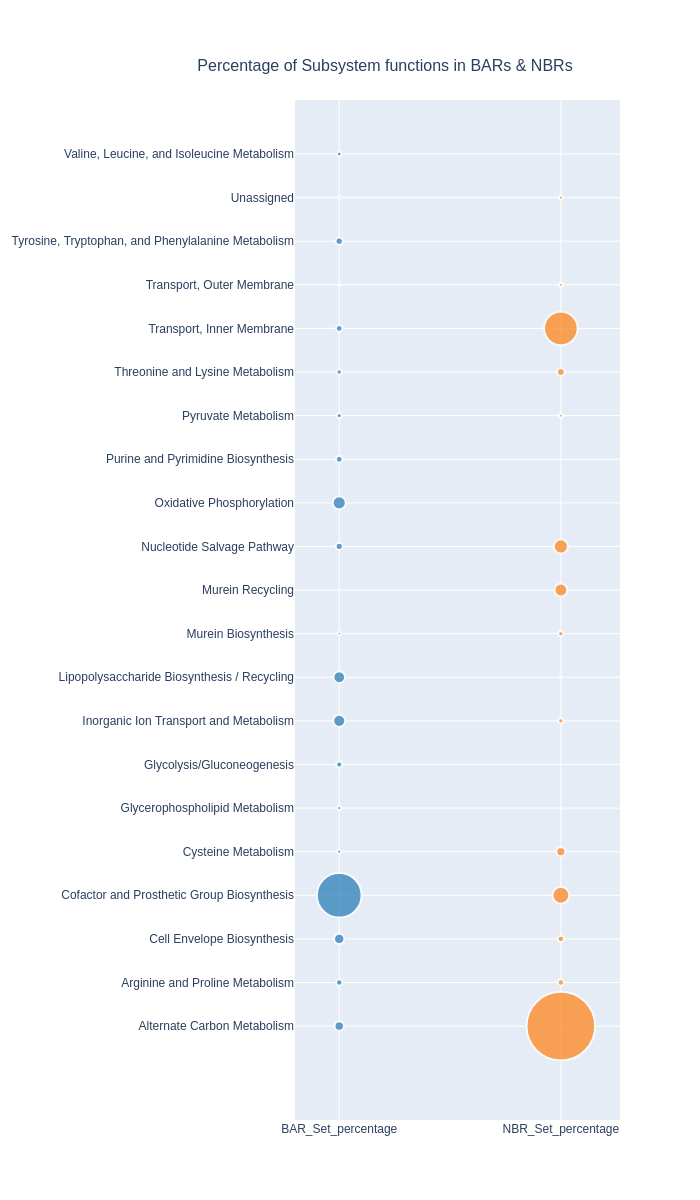 Percentage of Subsystem functions in BARs & NBRs
Valine, Leucine, and Isoleucine Metabolism
Unassigned
Tyrosine, Tryptophan, and Phenylalanine Metabolism
Transport, Outer Membrane
Transport, Inner Membrane
Threonine and Lysine Metabolism
Pyruvate Metabolism
Purine and Pyrimidine Biosynthesis
Oxidative Phosphorylation
Nucleotide Salvage Pathway
Murein Recycling
Murein Biosynthesis
Lipopolysaccharide Biosynthesis / Recycling
Inorganic Ion Transport and Metabolism
Glycolysis/Gluconeogenesis
Glycerophospholipid Metabolism
Cysteine Metabolism
Cofactor and Prosthetic Group Biosynthesis
Cell Envelope Biosynthesis
Arginine and Proline Metabolism
Alternate Carbon Metabolism
BAR_Set_percentage
NBR_Set_percentage